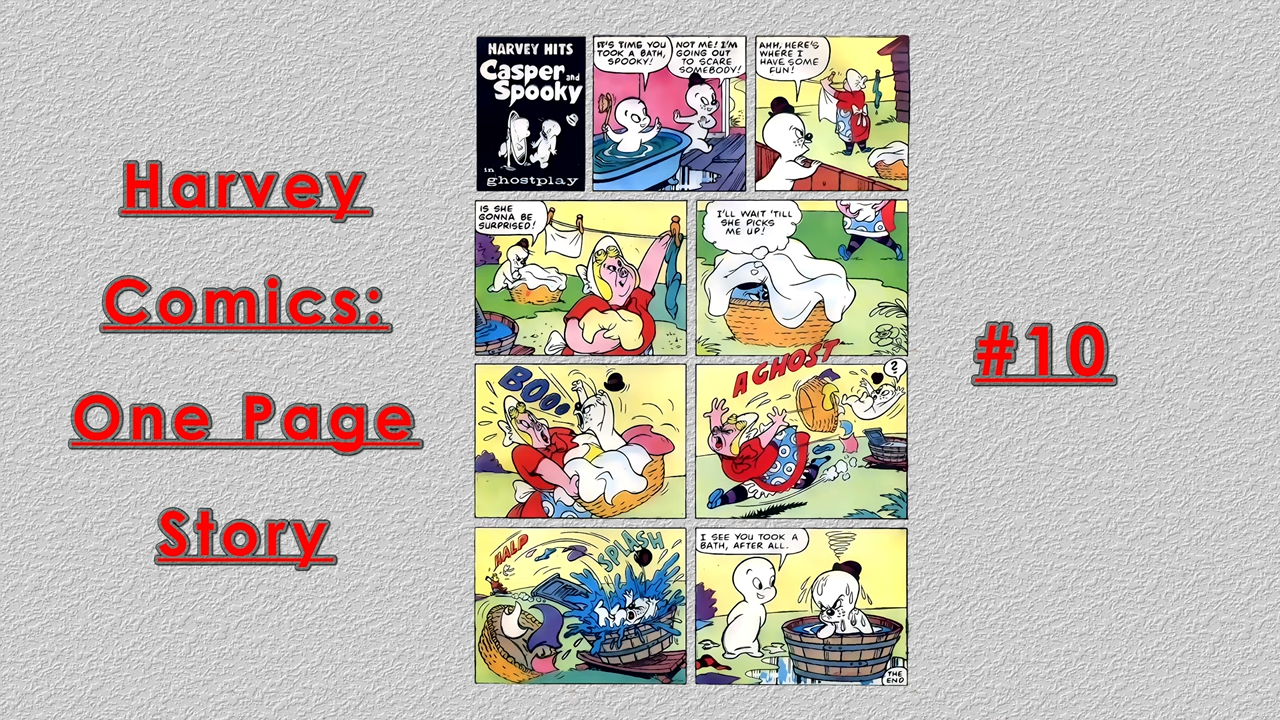 Harvey
Comics:
One Page
Story
HARVEY HITS
Casper and
Spooky
in
ghostplay
IT'S TIME YOU
TOOK A BATH,
SPOOKY!
NOT ME! I'M
GOING OUT
TO SCARE
SOMEBODY!
AHH, HERE'S
WHERE I
HAVE SOME
FUN!
IS SHE
GONNA BE
SURPRISED!
I'LL WAIT 'TILL
SHE PICKS
ME UP!
BOO
A GHOST
?
?
HALP
SPLASH
I SEE YOU TOOK A
BATH, AFTER ALL.
THE
END
#10